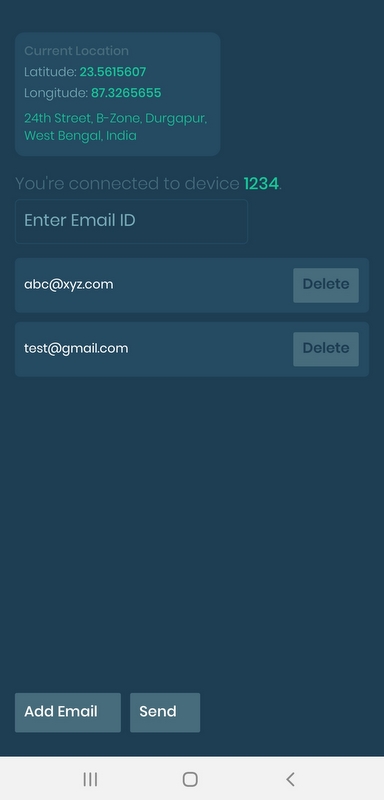 Current Location
Latitude: 23.5615607
Longitude: 87.3265655
24th Street, B-Zone, Durgapur,
West Bengal, India
You're connected to device 1234.
Enter Email ID
abc@xyz.com Delete
test@gmail.com Delete
Add Email Send